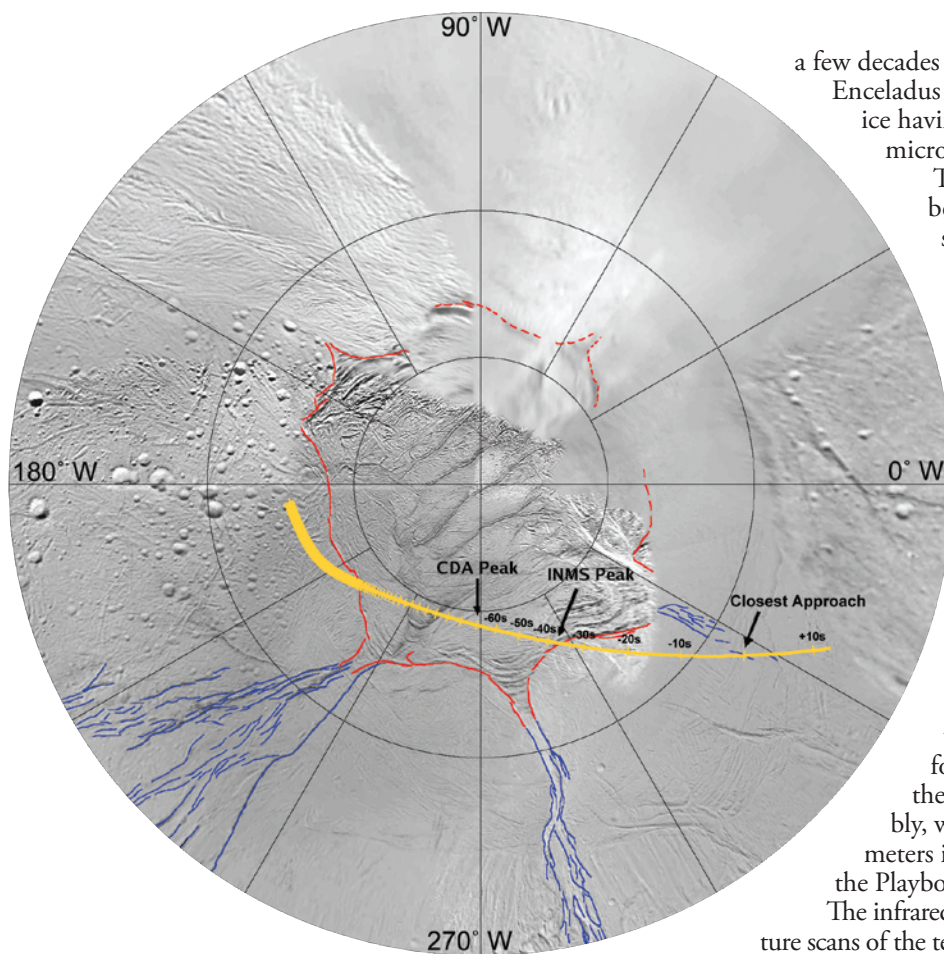 90° W
a few decades
Enceladus
ice havi
micro
T
be
s
180° W
0° W
CDA Peak
INMS Peak
Closest Approach
-60s
-50s
-40s
-30s
-20s
-10s
+10s
fo
the
bly, w
meters i
the Playbo
The infrared
ture scans of the te
270° W